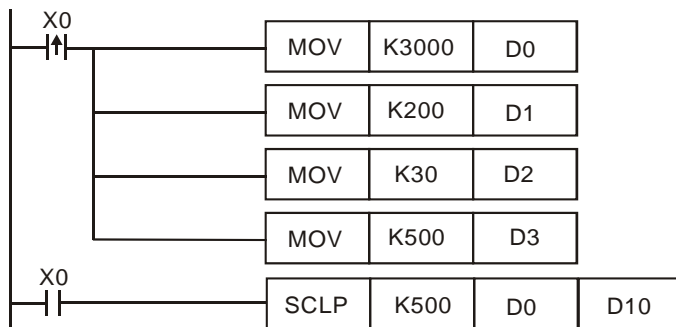 X0
MOV K3000 D0
MOV K200 D1
MOV K30 D2
MOV K500 D3
X0
SCLP K500 D0 D10